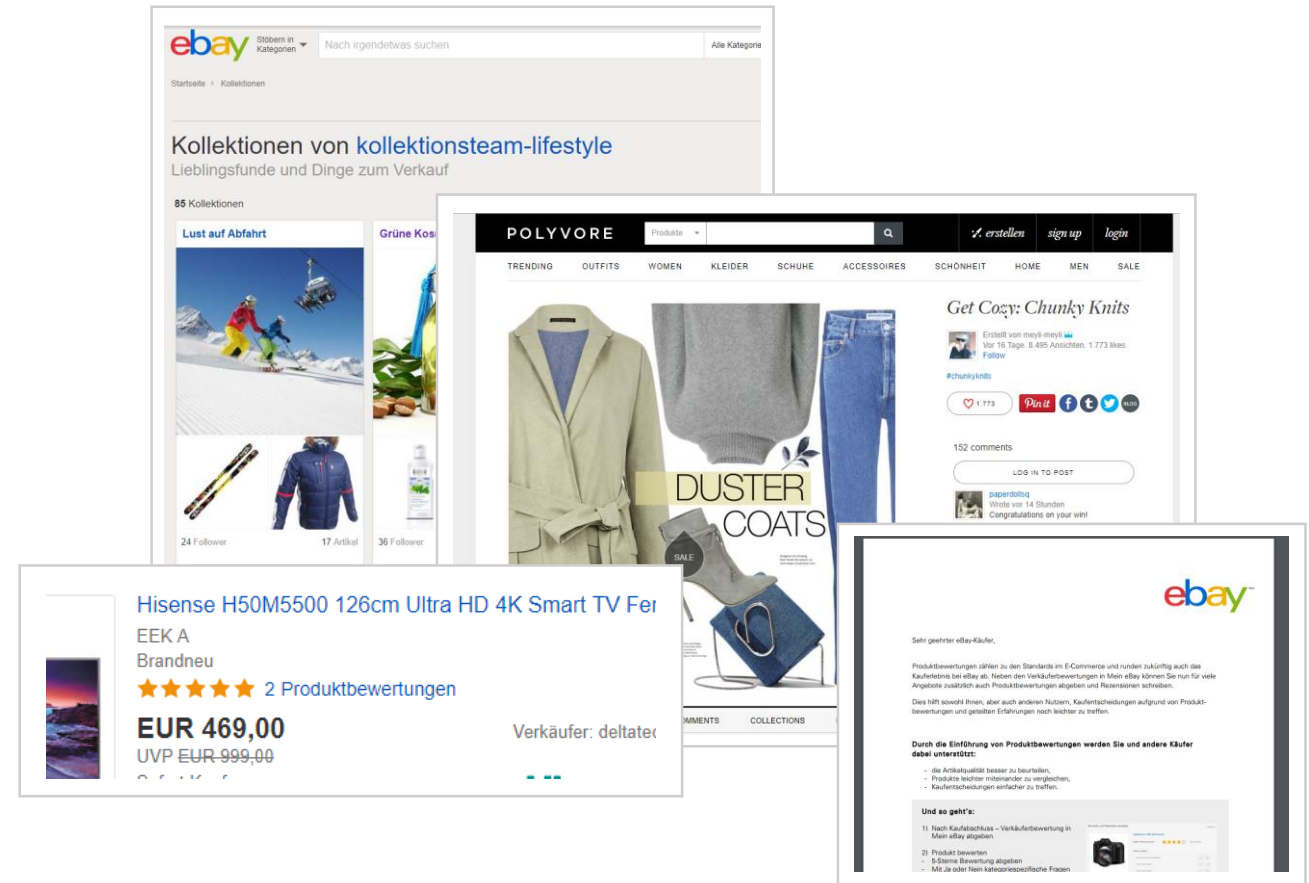 ebay
Stöbern in
Kategorien
Nach irgendetwas suchen
Alle Kategorie
Startseite › Kollektionen
Kollektionen von kollektionsteam-lifestyle
Lieblingsfunde und Dinge zum Verkauf
85 Kollektionen
Lust auf Abfahrt
Grüne Kos
24 Follower
17 Artikel
36 Follower
POLYVORE
Produkte
erstellen
sign up
login
TRENDING OUTFITS WOMEN KLEIDER SCHUHE ACCESSOIRES SCHÖNHEIT HOME MEN SALE
Get Cozy: Chunky Knits
Erstellt von meyli-meyli
Vor 16 Tage. 8.495 Ansichten. 1.773 likes.
Follow
#chunkyknits
1.773
Pin it
BLOG
152 comments
LOG IN TO POST
paperdollsq
Wrote vor 14 Stunden
Congratulations on your win!
DUSTER
COATS
SALE
COLLECTIONS
Hisense H50M5500 126cm Ultra HD 4K Smart TV Fer
EEK A
Brandneu
2 Produktbewertungen
EUR 469,00
Verkäufer: deltatec
UVP EUR 999,00
ebay
Sehr geehrter eBay-Käufer,
Produktbewertungen zählen zu den Standards im E-Commerce und runden zukünftig auch das
Kauferlebnis bei eBay ab. Neben den Verkäuferbewertungen in Mein eBay können Sie nun für viele
Angebote zusätzlich auch Produktbewertungen abgeben und Rezensionen schreiben.
Dies hilft sowohl Ihnen, aber auch anderen Nutzern, Kaufentscheidungen aufgrund von Produkt-
bewertungen und geteilten Erfahrungen noch leichter zu treffen.
Durch die Einführung von Produktbewertungen werden Sie und andere Käufer
dabei unterstützt:
- die Artikelqualität besser zu beurteilen,
- Produkte leichter miteinander zu vergleichen,
- Kaufentscheidungen einfacher zu treffen.
Und so geht's:
1) Nach Kaufabschluss – Verkäuferbewertung in
Mein eBay abgeben.
2) Produkt bewerten
- 5-Sterne Bewertung abgeben
- Mit Ja oder Nein kategoriespezifische Fragen